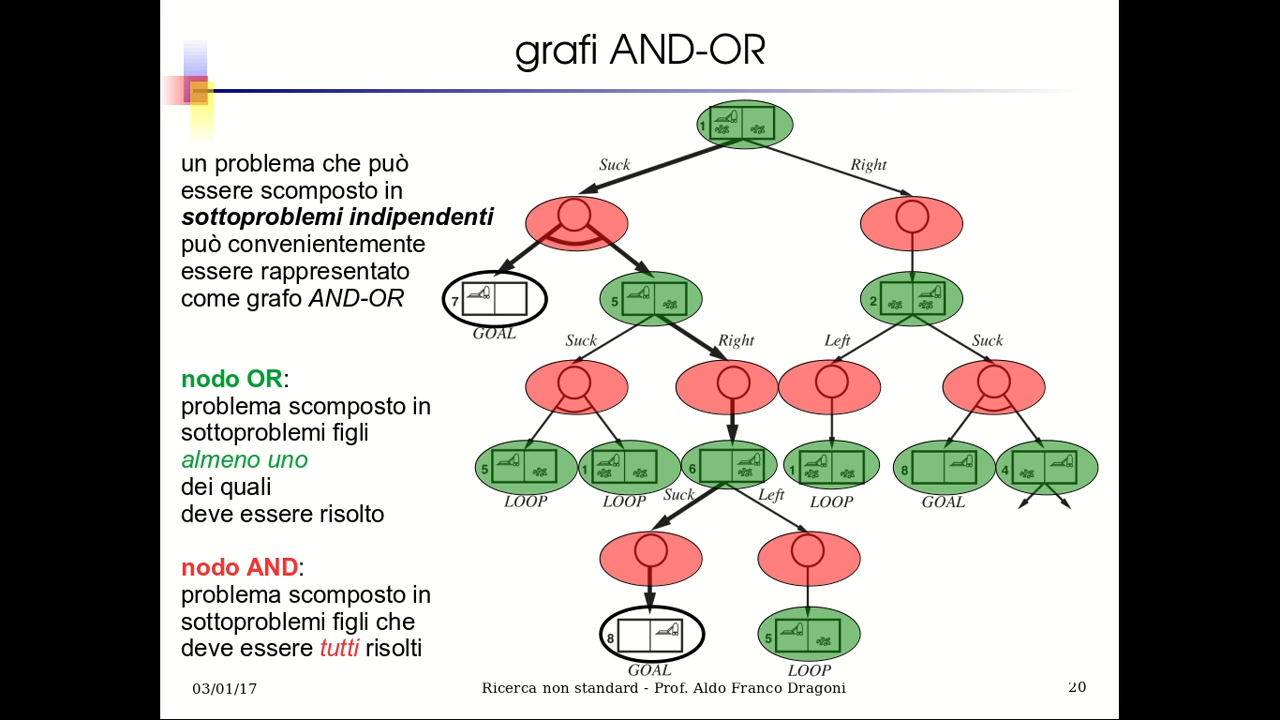 grafi AND-OR
un problema che può
essere scomposto in
sottoproblemi indipendenti
può convenientemente
essere rappresentato
come grafo AND-OR
nodo OR:
problema scomposto in
sottoproblemi figli
almeno uno
dei quali
deve essere risolto
nodo AND:
problema scomposto in
sottoproblemi figli che
deve essere tutti risolti
1
Suck Right
7 5 2
GOAL
Suck Right Left Suck
5 1 6 1 8 4
LOOP LOOP Suck Left LOOP GOAL
8 5
GOAL LOOP
03/01/17 Ricerca non standard - Prof. Aldo Franco Dragoni 20